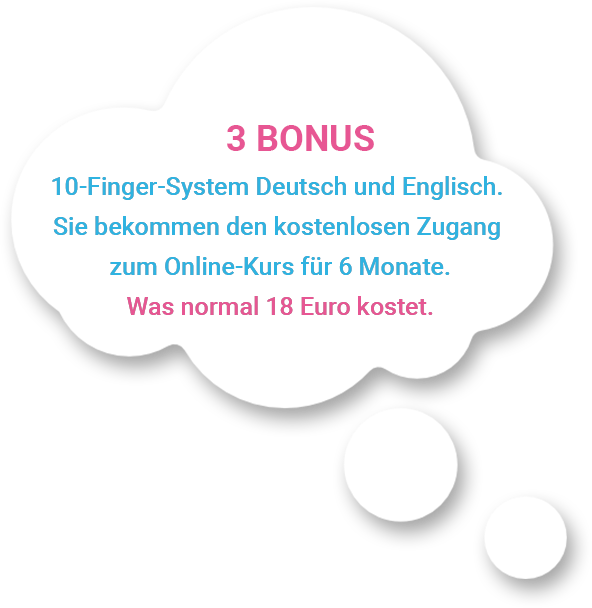 3 BONUS
10-Finger-System Deutsch und Englisch.
Sie bekommen den kostenlosen Zugang
zum Online-Kurs für 6 Monate.
Was normal 18 Euro kostet.